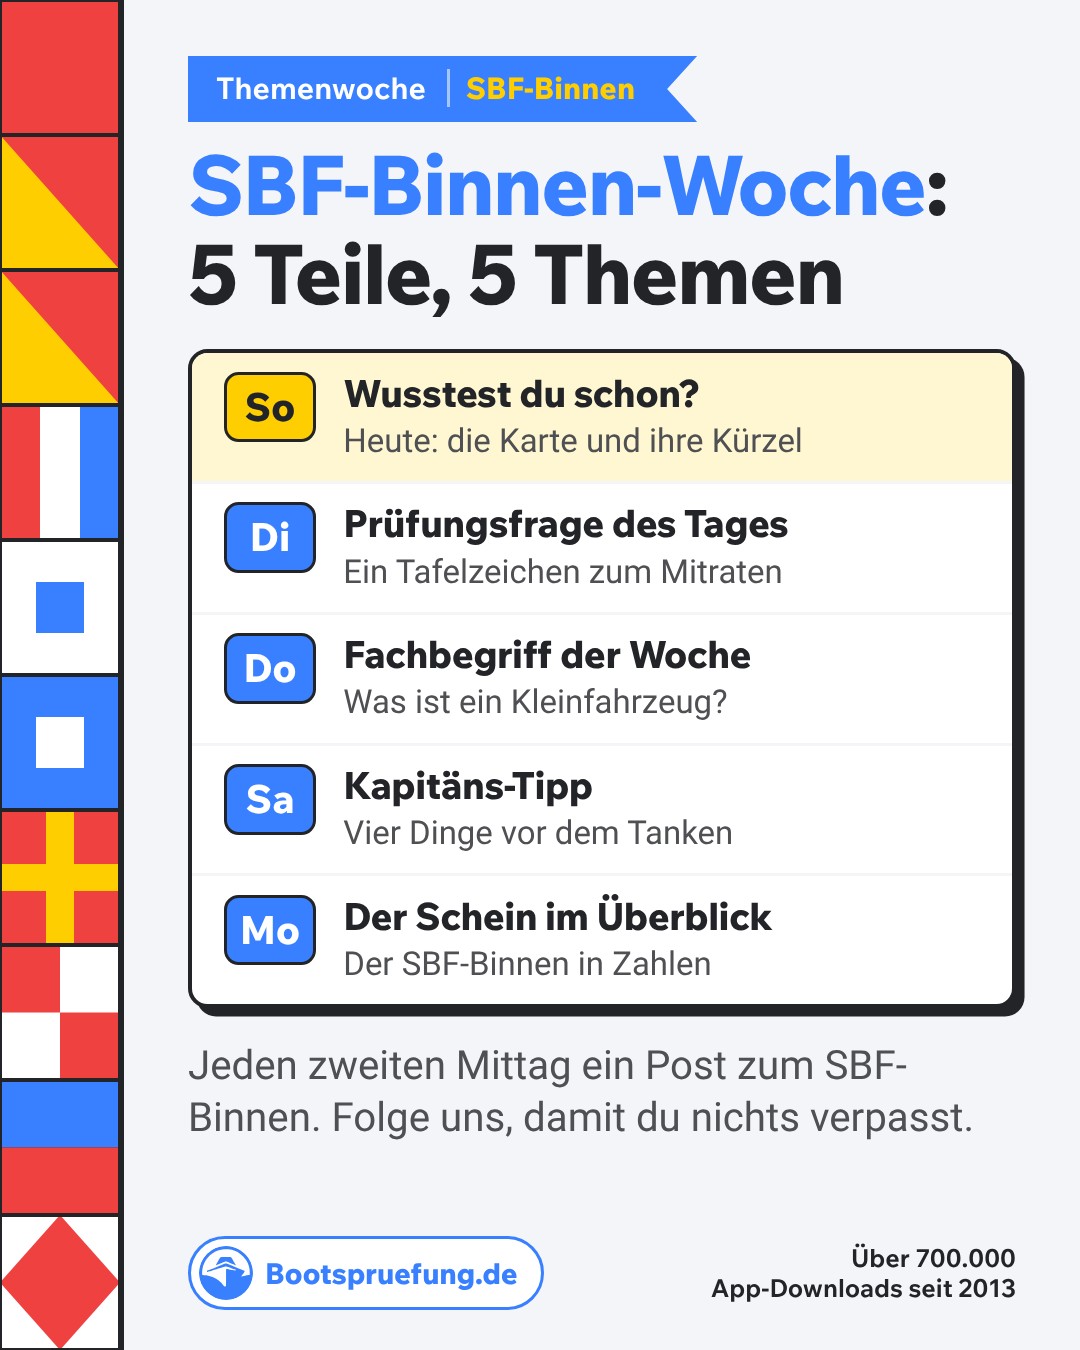 Themenwoche | SBF-Binnen
SBF-Binnen-Woche:
5 Teile, 5 Themen
So
Wusstest du schon?
Heute: die Karte und ihre Kürzel
Di
Prüfungsfrage des Tages
Ein Tafelzeichen zum Mitraten
Do
Fachbegriff der Woche
Was ist ein Kleinfahrzeug?
Sa
Kapitäns-Tipp
Vier Dinge vor dem Tanken
Mo
Der Schein im Überblick
Der SBF-Binnen in Zahlen
Jeden zweiten Mittag ein Post zum SBF-
Binnen. Folge uns, damit du nichts verpasst.
Bootspruefung.de
Über 700.000
App-Downloads seit 2013